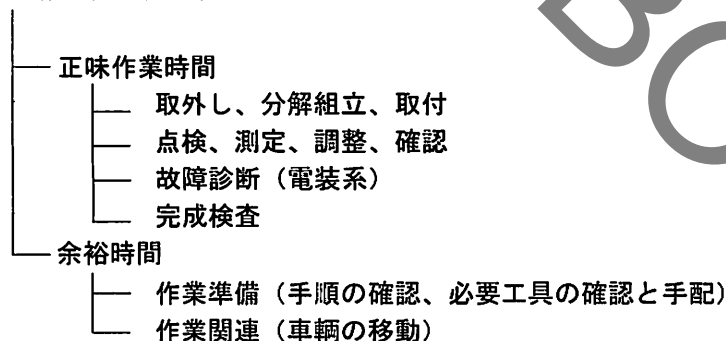 正味作業時間
取外し、分解組立、取付
点検、測定、調整、確認
故障診断（電装系）
完成検査
余裕時間
作業準備（手順の確認、必要工具の確認と手配）
作業関連（車輌の移動）